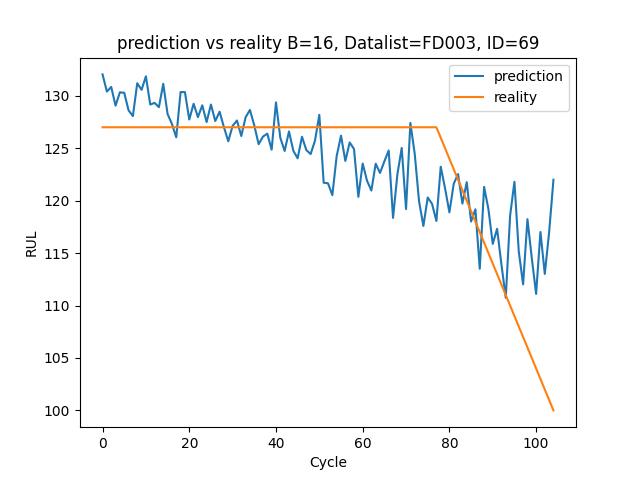 prediction vs reality B=16, Datalist=FD003, ID=69
prediction
reality
RUL
130
125
120
115
110
105
100
0 20 40 60 80 100
Cycle